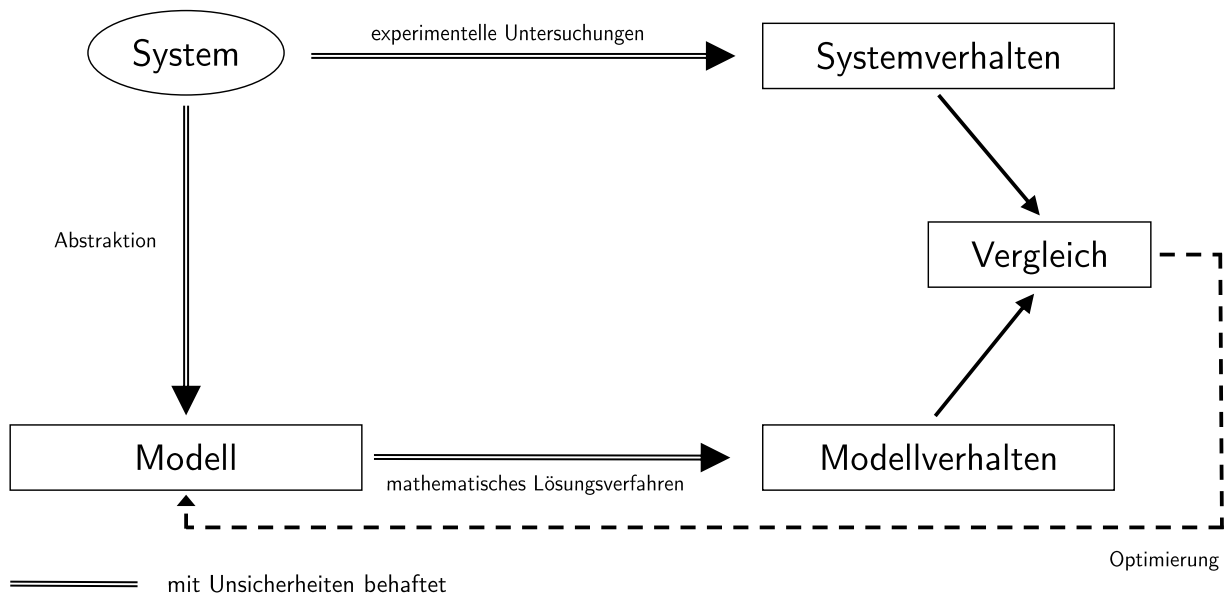 System
experimentelle Untersuchungen
Systemverhalten
Abstraktion
Vergleich
Modell
mathematisches Lösungsverfahren
Modellverhalten
Optimierung
mit Unsicherheiten behaftet